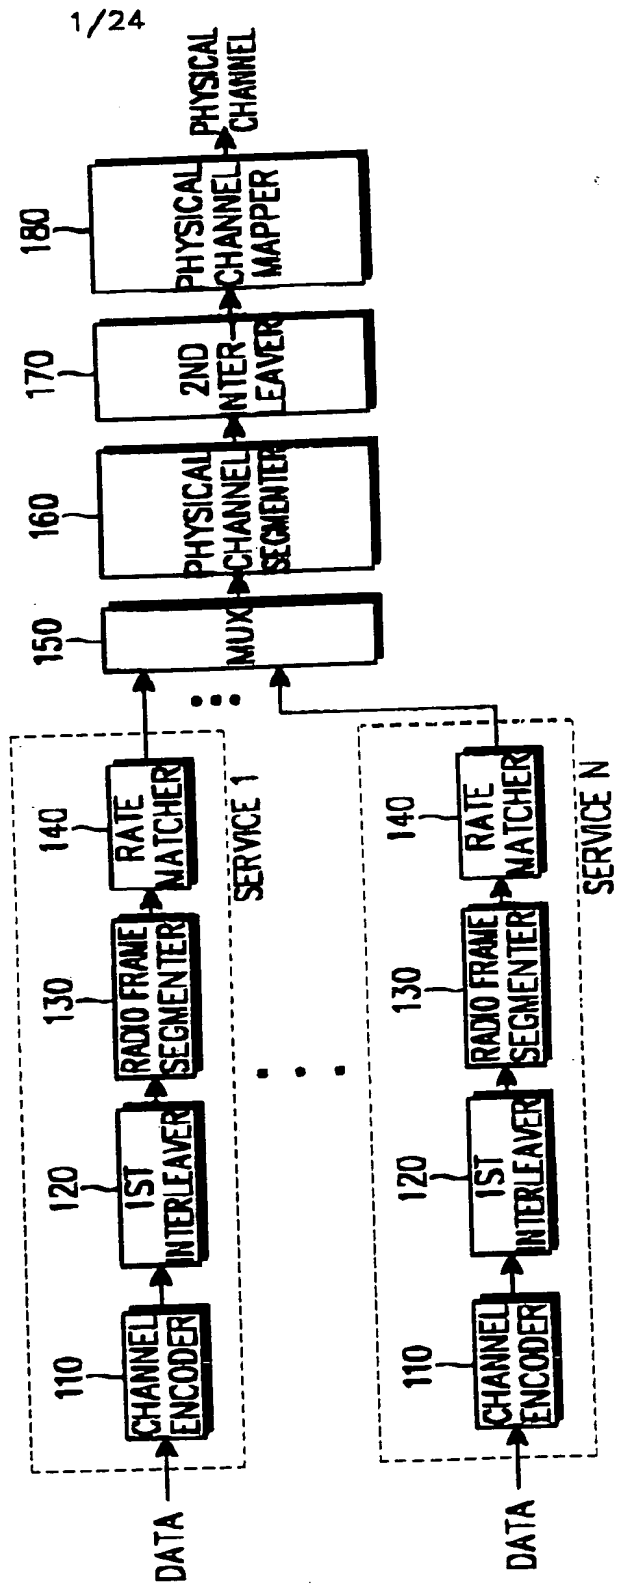 1/24
DATA
110
CHANNEL
ENCODER
120
1ST
INTERLEAVER
130
RADIO FRAME
SEGMENTER
140
RATE
MATCHER
SERVICE 1
DATA
110
CHANNEL
ENCODER
120
1ST
INTERLEAVER
130
RADIO FRAME
SEGMENTER
140
RATE
MATCHER
SERVICE N
150
MUX
160
PHYSICAL
CHANNEL
SEGMENTER
170
2ND
INTER
LEAVER
180
PHYSICAL
CHANNEL
MAPPER
PHYSICAL
CHANNEL